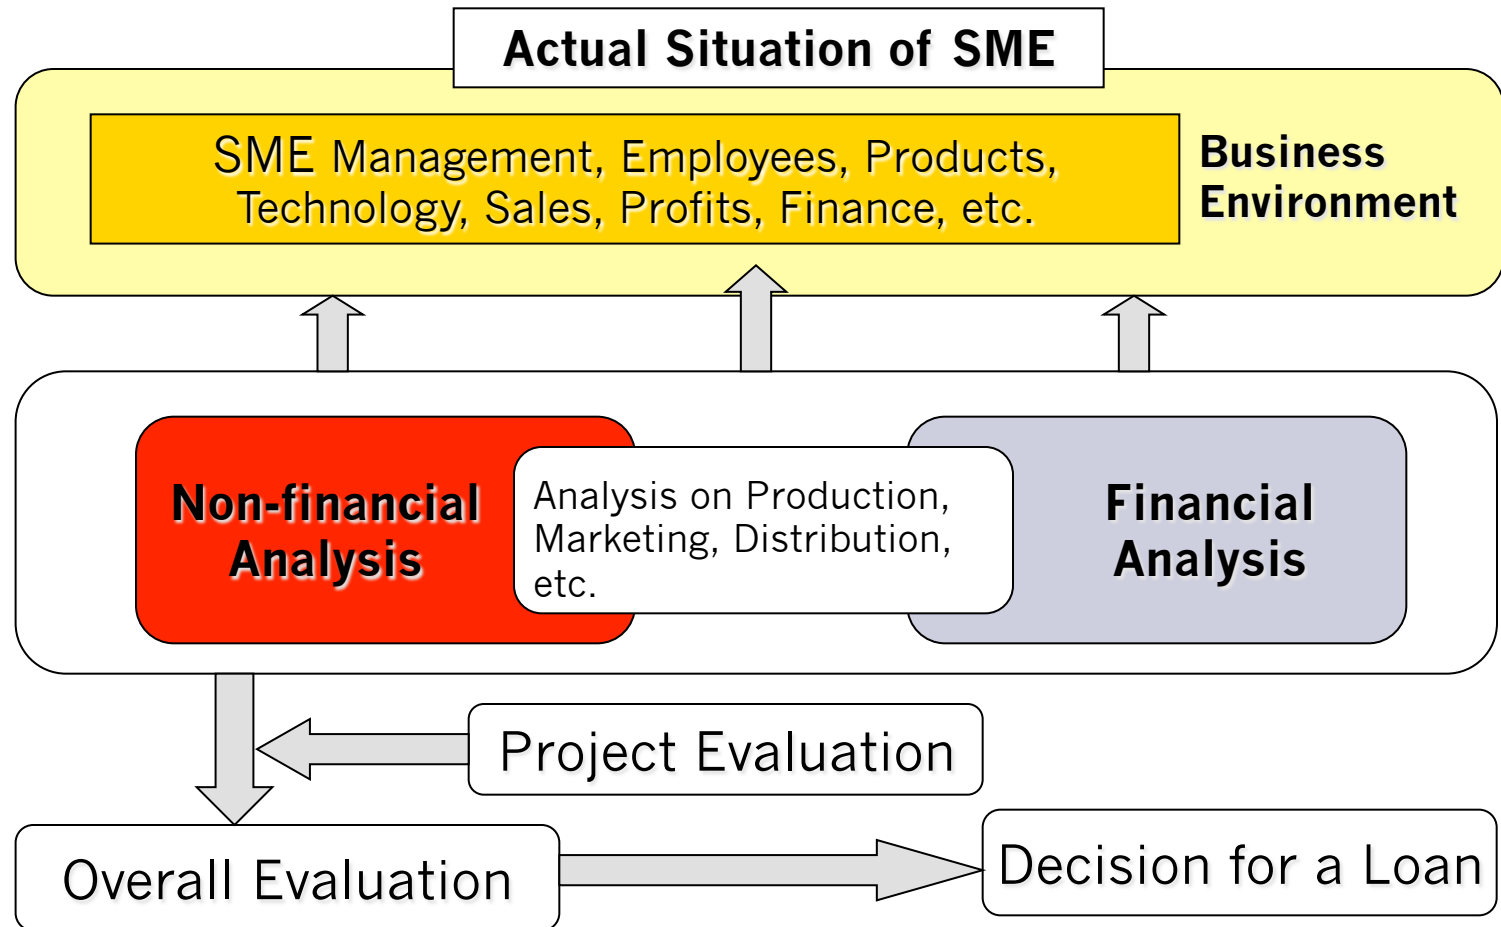 Actual Situation of SME
SME Management, Employees, Products,
Technology, Sales, Profits, Finance, etc.
Business
Environment
Non-financial
Analysis
Analysis on Production,
Marketing, Distribution,
etc.
Financial
Analysis
Project Evaluation
Overall Evaluation
Decision for a Loan